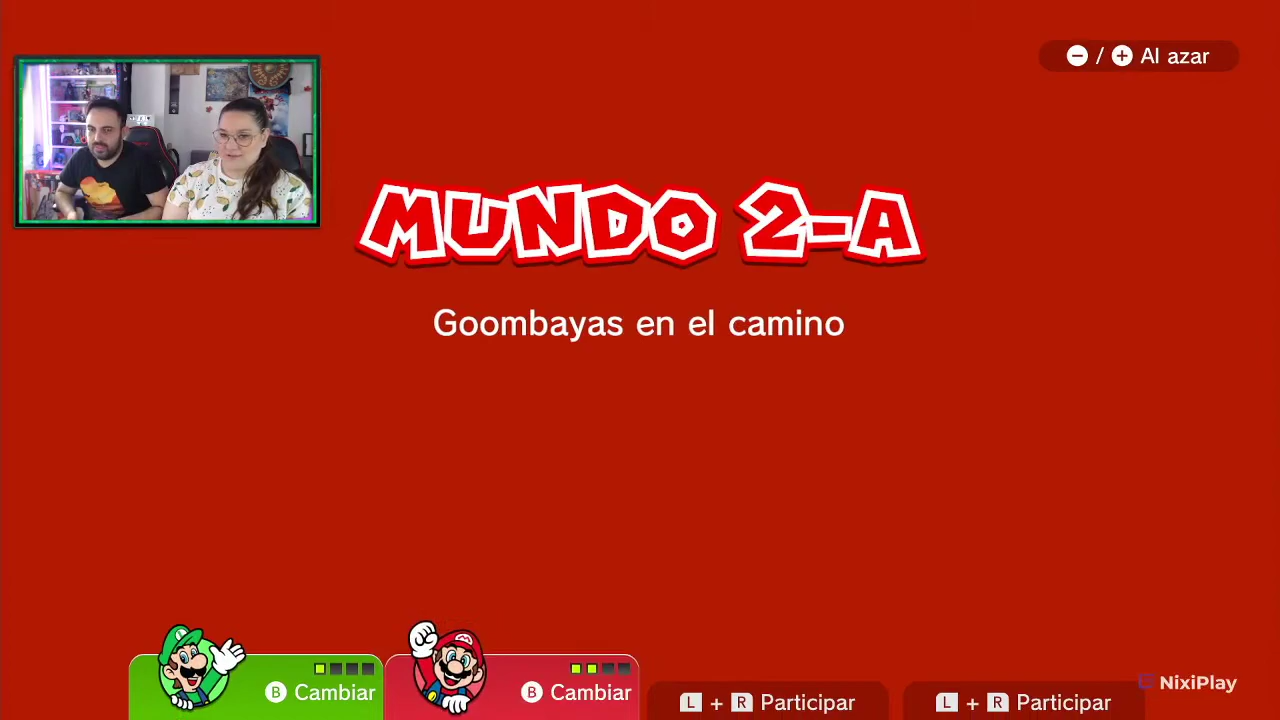 − / + Al azar
MUNDO 2-A
Goombayas en el camino
B Cambiar
B Cambiar
L + R Participar
L + R Participar
NixiPlay